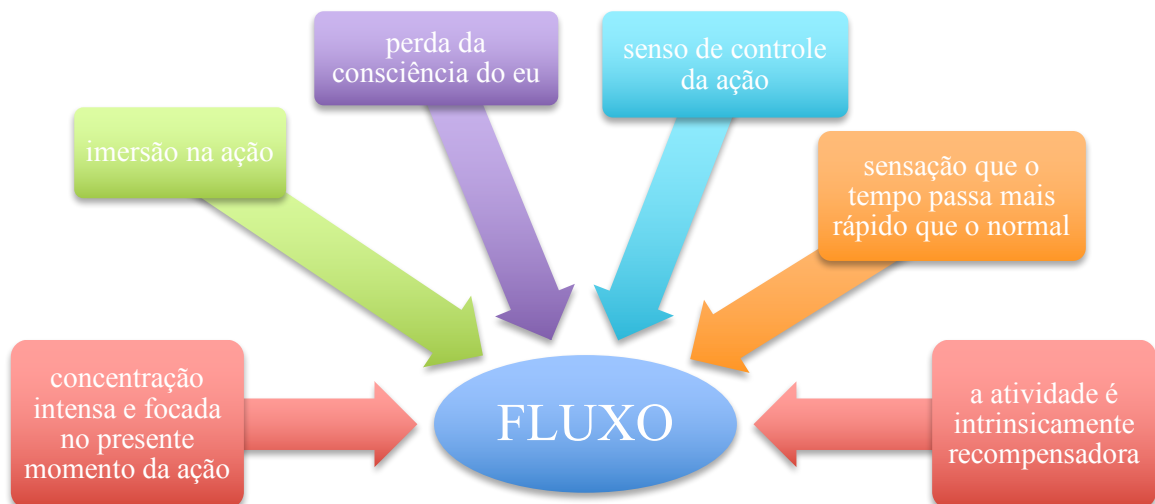 perda da
consciência do eu
senso de controle
da ação
imersão na ação
sensação que o
tempo passa mais
rápido que o normal
concentração
intensa e focada
no presente
momento da ação
FLUXO
a atividade é
intrinsicamente
recompensadora